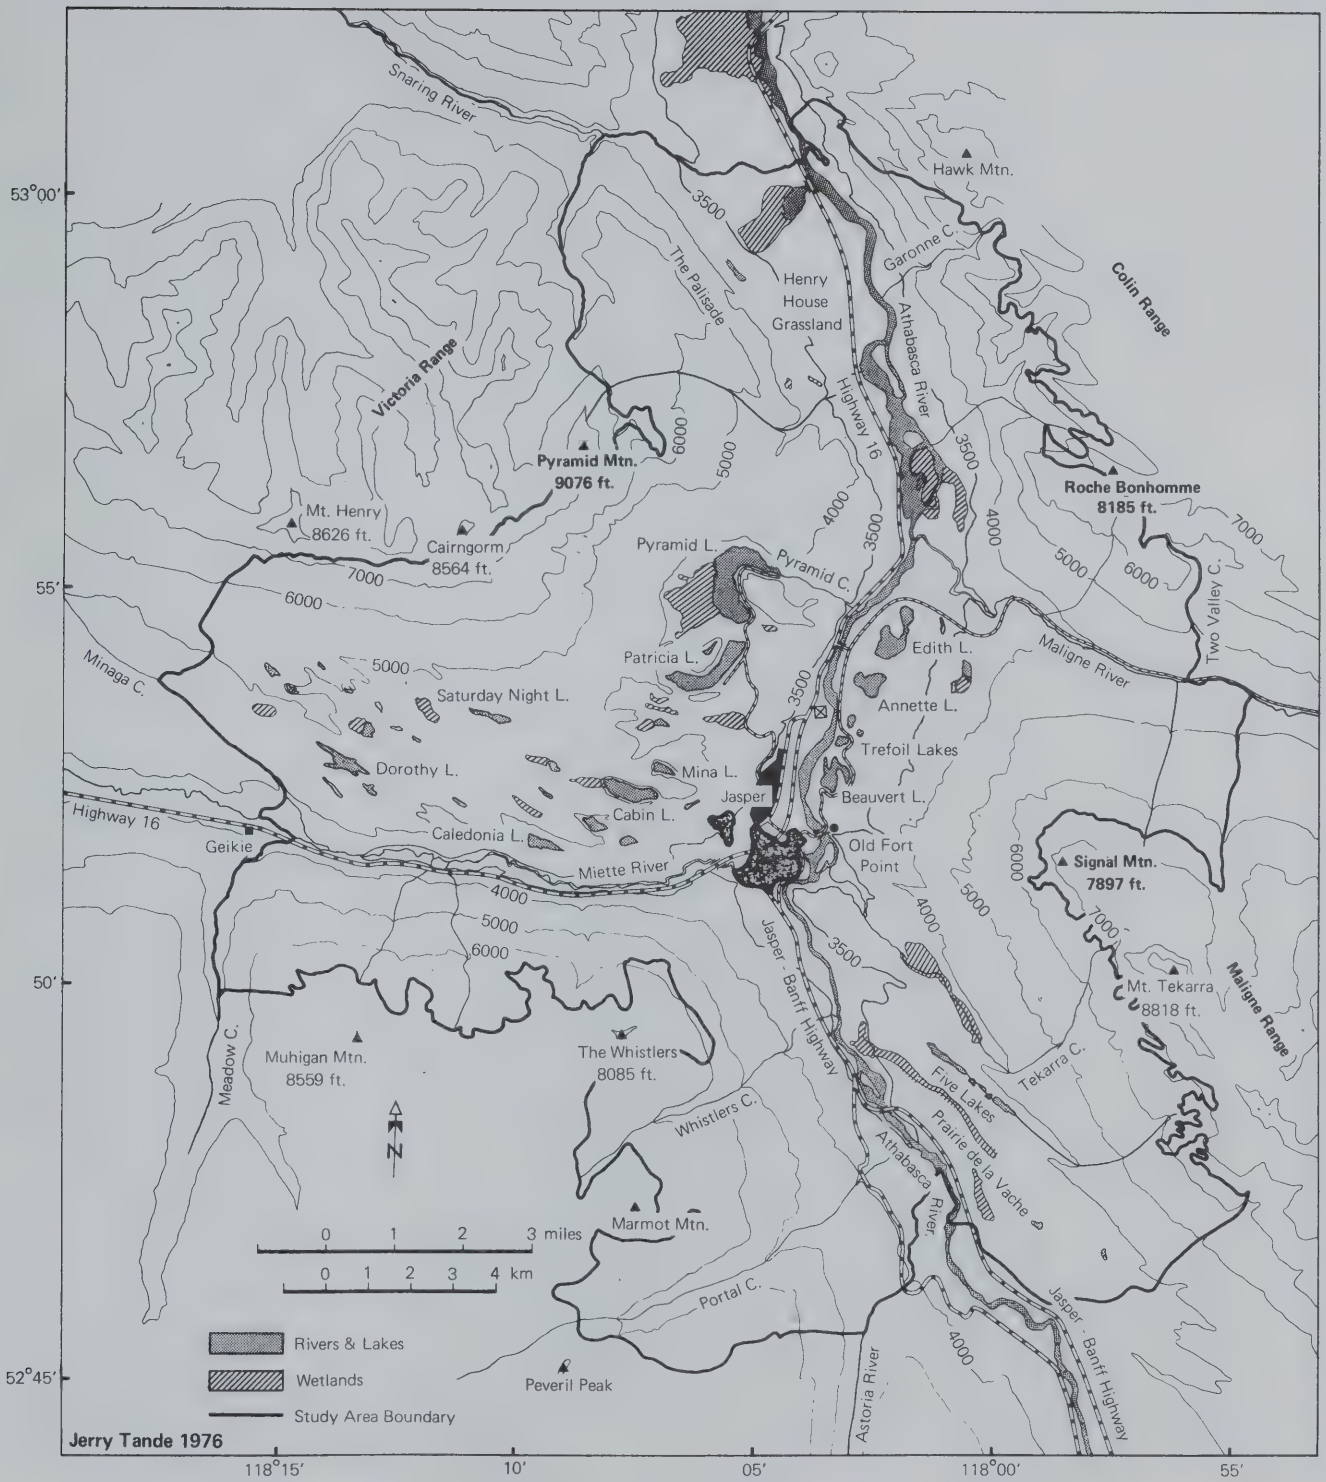 Snaring River
Hawk Mtn.
53°00'
3500
Garonne C.
The Palisade
Henry
House
Grassland
Colin Range
Athabasca River
Victoria Range
Highway 16
6000
5000
3500
Pyramid Mtn.
9076 ft.
Roche Bonhomme
8185 ft.
4000
3500
4000
7000
Mt. Henry
8626 ft.
Cairngorm
8564 ft.
Pyramid L.
Pyramid C.
5000
6000
55'
7000
6000
Two Valley C.
Edith L.
Maligne River
Minaga C.
5000
Patricia L.
3500
Saturday Night L.
Annette L.
Trefoil Lakes
Dorothy L.
Mina L.
Jasper
Beauvert L.
Highway 16
Cabin L.
Geikie
Caledonia L.
Old Fort
Point
6000
Signal Mtn.
7897 ft.
Miette River
4000
5000
4000
5000
7000
6000
Jasper - Banff Highway
3500
50'
Mt. Tekarra
8818 ft.
Maligne Range
Meadow C.
Muhigan Mtn.
8559 ft.
The Whistlers
8085 ft.
Tekarra C.
Five Lakes
N
Whistlers C.
Prairie de la Vache
Athabasca
River.
Marmot Mtn.
0 1 2 3 miles
0 1 2 3 4 km
Portal C.
Jasper - Banff Highway
Rivers & Lakes
4000
Wetlands
52°45'
Peveril Peak
Astoria River
Study Area Boundary
Jerry Tande 1976
118°15'
10'
05'
118°00'
55'